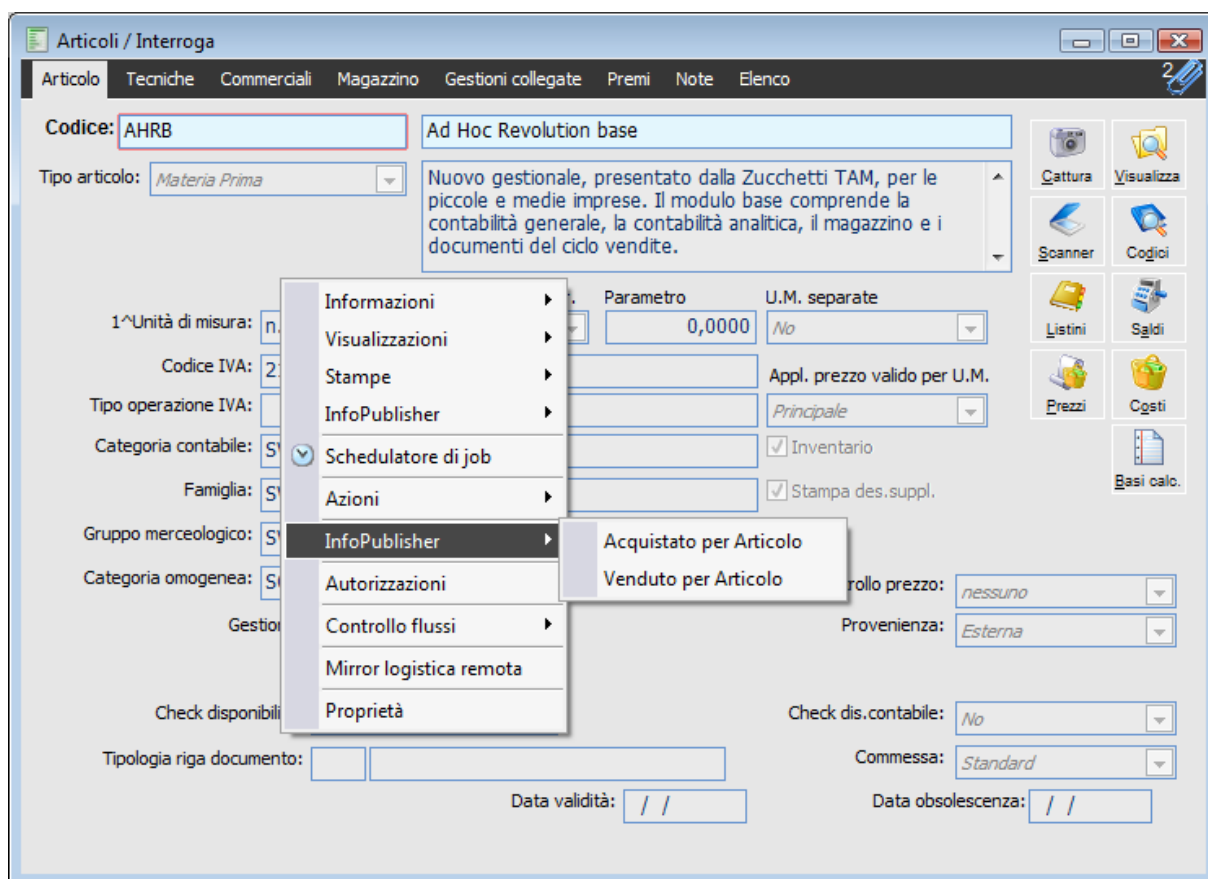 Articoli / Interroga
Articolo Tecniche Commerciali Magazzino Gestioni collegate Premi Note Elenco 2
Codice: AHRB Ad Hoc Revolution base
Tipo articolo: Materia Prima
Nuovo gestionale, presentato dalla Zucchetti TAM, per le
piccole e medie imprese. Il modulo base comprende la
contabilità generale, la contabilità analitica, il magazzino e i
documenti del ciclo vendite.
Cattura Visualizza
Scanner Codici
Listini Saldi
Prezzi Costi
Basi calc.
Parametro U.M. separate
1^Unità di misura: n. 0,0000 No
Codice IVA: Appl. prezzo valido per U.M.
Tipo operazione IVA: Principale
Categoria contabile: Inventario
Famiglia: Stampa des.suppl.
Gruppo merceologico:
Categoria omogenea: nessuno
Provenienza: Esterna
Check dis.contabile: No
Tipologia riga documento: Commessa: Standard
Data validità: / / Data obsolescenza: / /
Informazioni
Visualizzazioni
Stampe
InfoPublisher
Schedulatore di job
Azioni
InfoPublisher
Autorizzazioni
Controllo flussi
Mirror logistica remota
Proprietà
Acquistato per Articolo
Venduto per Articolo